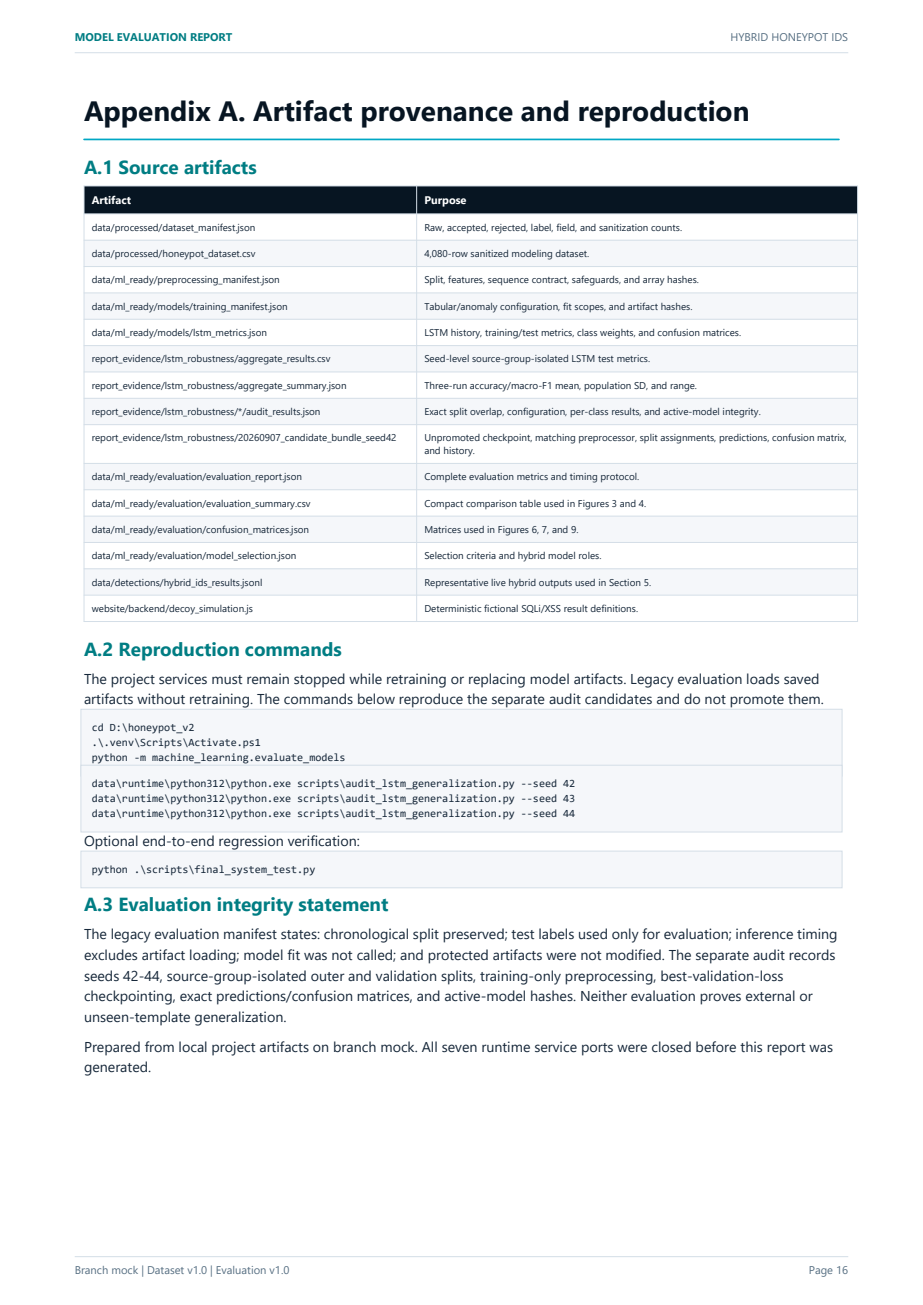 MODEL EVALUATION REPORT
HYBRID HONEYPOT IDS
Appendix A. Artifact provenance and reproduction
A.1 Source artifacts
Artifact Purpose
data/processed/dataset_manifest.json Raw, accepted, rejected, label, field, and sanitization counts.
data/processed/honeypot_dataset.csv 4,080-row sanitized modeling dataset.
data/ml_ready/preprocessing_manifest.json Split, features, sequence contract, safeguards, and array hashes.
data/ml_ready/models/training_manifest.json Tabular/anomaly configuration, fit scopes, and artifact hashes.
data/ml_ready/models/lstm_metrics.json LSTM history, training/test metrics, class weights, and confusion matrices.
report_evidence/lstm_robustness/aggregate_results.csv Seed-level source-group-isolated LSTM test metrics.
report_evidence/lstm_robustness/aggregate_summary.json Three-run accuracy/macro-F1 mean, population SD, and range.
report_evidence/lstm_robustness/*/audit_results.json Exact split overlap, configuration, per-class results, and active-model integrity.
report_evidence/lstm_robustness/20260907_candidate_bundle_seed42 Unpromoted checkpoint, matching preprocessor, split assignments, predictions, confusion matrix,
and history.
data/ml_ready/evaluation/evaluation_report.json Complete evaluation metrics and timing protocol.
data/ml_ready/evaluation/evaluation_summary.csv Compact comparison table used in Figures 3 and 4.
data/ml_ready/evaluation/confusion_matrices.json Matrices used in Figures 6, 7, and 9.
data/ml_ready/evaluation/model_selection.json Selection criteria and hybrid model roles.
data/detections/hybrid_ids_results.jsonl Representative live hybrid outputs used in Section 5.
website/backend/decoy_simulation.js Deterministic fictional SQLi/XSS result definitions.
A.2 Reproduction commands
The project services must remain stopped while retraining or replacing model artifacts. Legacy evaluation loads saved
artifacts without retraining. The commands below reproduce the separate audit candidates and do not promote them.
cd D:\honeypot_v2
.\.venv\Scripts\Activate.ps1
python -m machine_learning.evaluate_models
data\runtime\python312\python.exe scripts\audit_lstm_generalization.py --seed 42
data\runtime\python312\python.exe scripts\audit_lstm_generalization.py --seed 43
data\runtime\python312\python.exe scripts\audit_lstm_generalization.py --seed 44
Optional end-to-end regression verification:
python .\scripts\final_system_test.py
A.3 Evaluation integrity statement
The legacy evaluation manifest states: chronological split preserved; test labels used only for evaluation; inference timing
excludes artifact loading; model fit was not called; and protected artifacts were not modified. The separate audit records
seeds 42-44, source-group-isolated outer and validation splits, training-only preprocessing, best-validation-loss
checkpointing, exact predictions/confusion matrices, and active-model hashes. Neither evaluation proves external or
unseen-template generalization.
Prepared from local project artifacts on branch mock. All seven runtime service ports were closed before this report was
generated.
Branch mock | Dataset v1.0 | Evaluation v1.0
Page 16